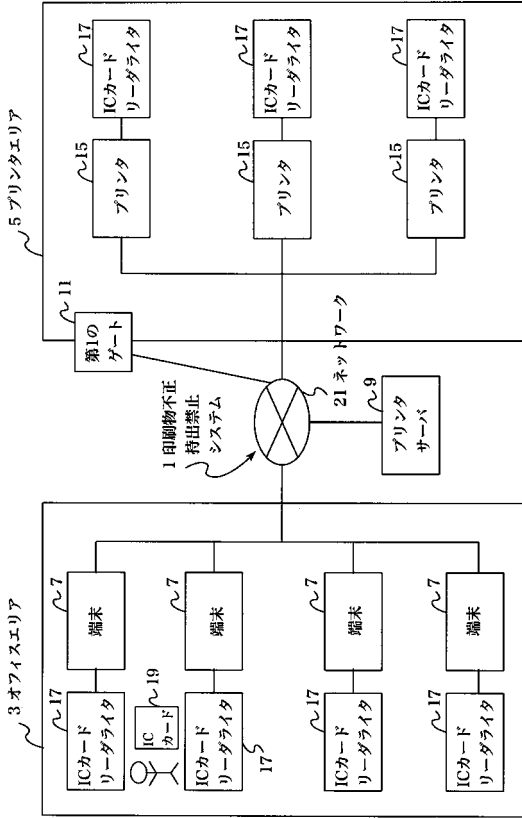 3 オフィスエリア
17
ICカード
リーダライタ
7
端末
19
IC
カード
ICカード
リーダライタ
17
7
端末
17
ICカード
リーダライタ
7
端末
17
ICカード
リーダライタ
7
端末
1 印刷物不正
持出禁止
システム
21 ネットワーク
9
プリンタ
サーバ
11
第1の
ゲート
5 プリンタエリア
15
プリンタ
17
ICカード
リーダライタ
15
プリンタ
17
ICカード
リーダライタ
15
プリンタ
17
ICカード
リーダライタ